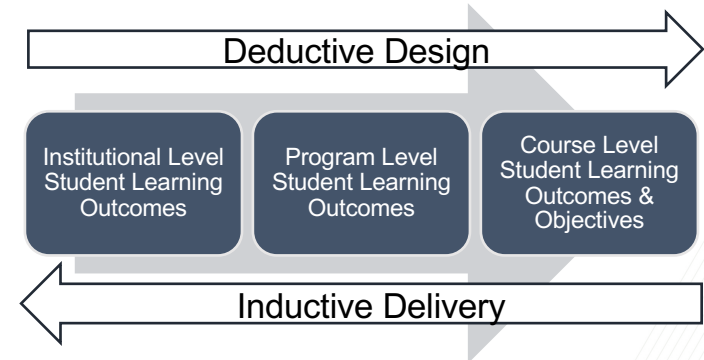 Deductive Design
Institutional Level
Student Learning
Outcomes
Program Level
Student Learning
Outcomes
Course Level
Student Learning
Outcomes &
Objectives
Inductive Delivery